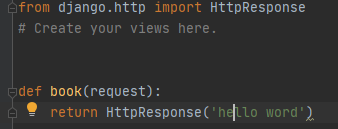 from django.http import HttpResponse
# Create your views here.
def book(request):
    return HttpResponse('hello word')